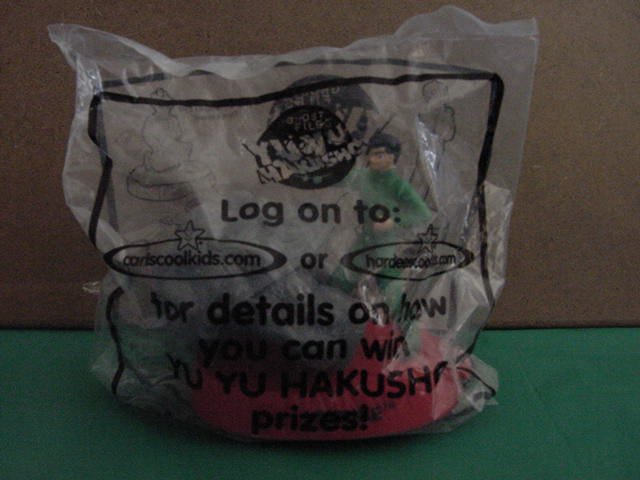 YU YU
HAKUSHO
Log on to:
carlscoolkids.com or hardeescoolkids.com
for details on how
you can win
YU YU HAKUSHO
prizes!